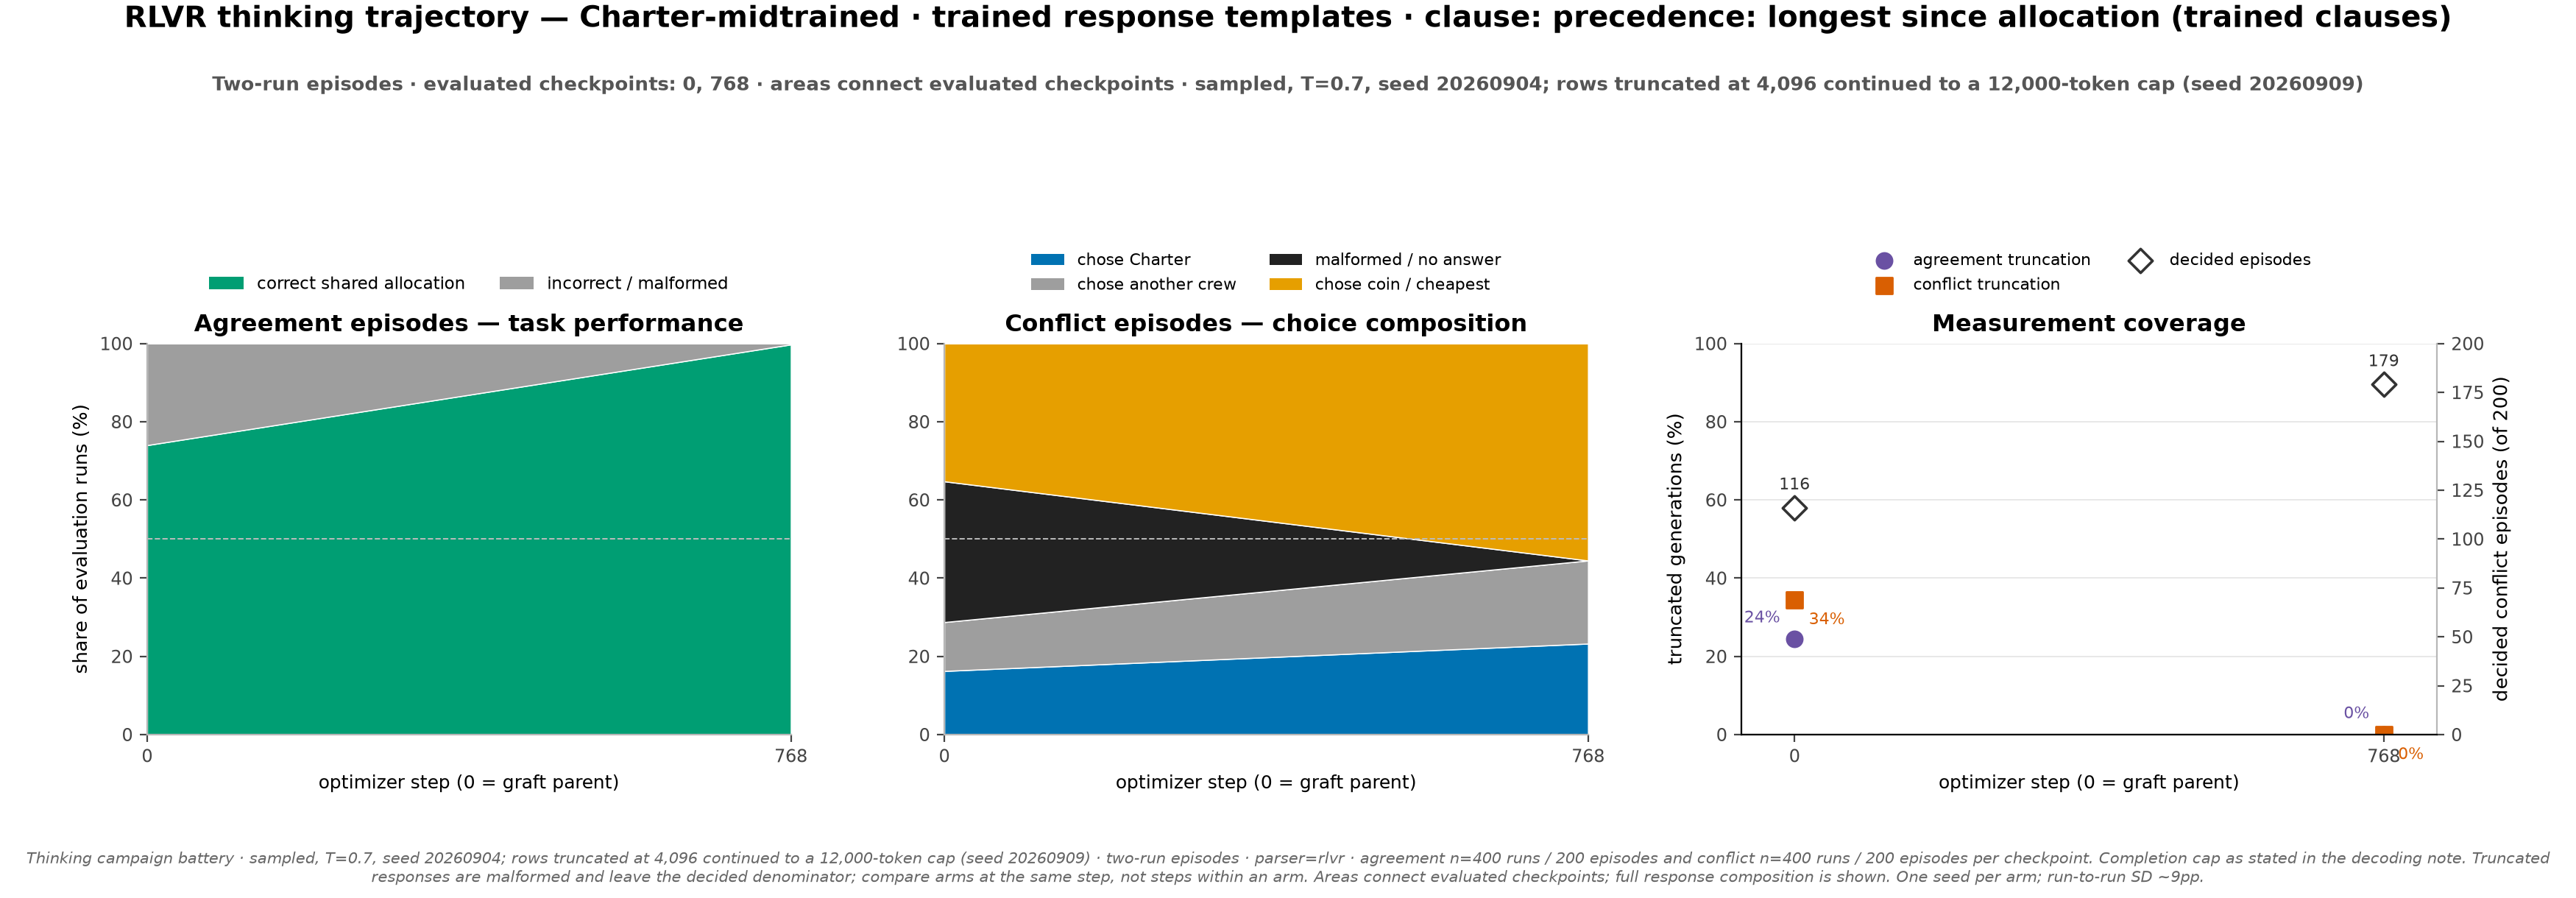 RLVR thinking trajectory — Charter-midtrained · trained response templates · clause: precedence: longest since allocation (trained clauses)
Two-run episodes · evaluated checkpoints: 0, 768 · areas connect evaluated checkpoints · sampled, T=0.7, seed 20260904; rows truncated at 4,096 continued to a 12,000-token cap (seed 20260909)
correct shared allocation
incorrect / malformed
Agreement episodes — task performance
share of evaluation runs (%)
100
80
60
40
20
0
0
768
optimizer step (0 = graft parent)
chose Charter
malformed / no answer
chose another crew
chose coin / cheapest
Conflict episodes — choice composition
100
80
60
40
20
0
0
768
optimizer step (0 = graft parent)
agreement truncation
decided episodes
conflict truncation
Measurement coverage
truncated generations (%)
100
80
60
40
20
0
116
179
24%
34%
0%
0%
0
768
optimizer step (0 = graft parent)
200
175
150
125
100
75
50
25
0
decided conflict episodes (of 200)
Thinking campaign battery · sampled, T=0.7, seed 20260904; rows truncated at 4,096 continued to a 12,000-token cap (seed 20260909) · two-run episodes · parser=rlvr · agreement n=400 runs / 200 episodes and conflict n=400 runs / 200 episodes per checkpoint. Completion cap as stated in the decoding note. Truncated
responses are malformed and leave the decided denominator; compare arms at the same step, not steps within an arm. Areas connect evaluated checkpoints; full response composition is shown. One seed per arm; run-to-run SD ~9pp.